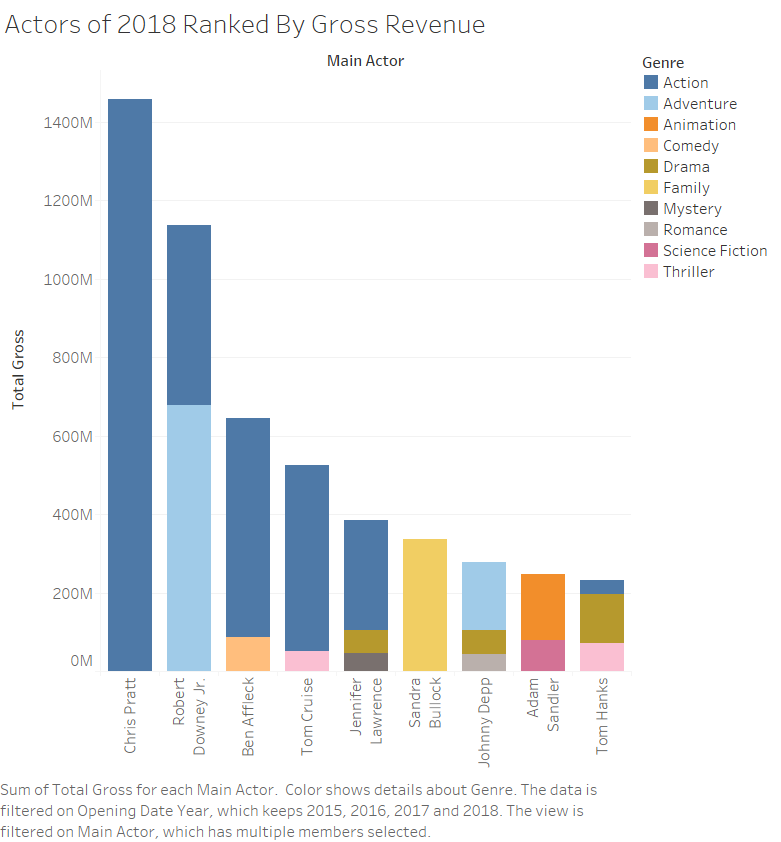 Actors of 2018 Ranked By Gross Revenue
Main Actor
Genre
Action
Adventure
Animation
Comedy
Drama
Family
Mystery
Romance
Science Fiction
Thriller
Total Gross
1400M
1200M
1000M
800M
600M
400M
200M
0M
Chris Pratt
Robert
Downey Jr.
Ben Affleck
Tom Cruise
Jennifer
Lawrence
Sandra
Bullock
Johnny Depp
Adam
Sandler
Tom Hanks
Sum of Total Gross for each Main Actor.  Color shows details about Genre. The data is
filtered on Opening Date Year, which keeps 2015, 2016, 2017 and 2018. The view is
filtered on Main Actor, which has multiple members selected.